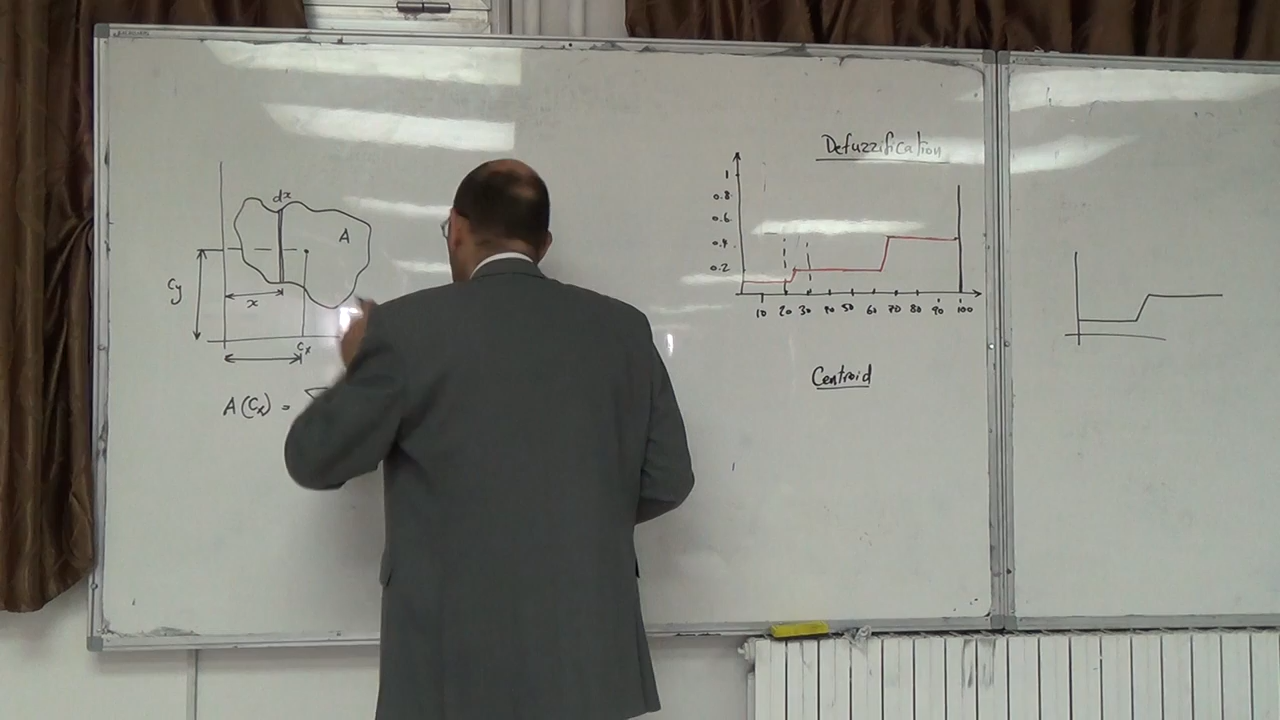 dx
A
Cy
x
Cx
A(Cx) =
Defuzzification
1
0.8
0.6
0.4
0.2
10 20 30 40 50 60 70 80 90 100
Centroid